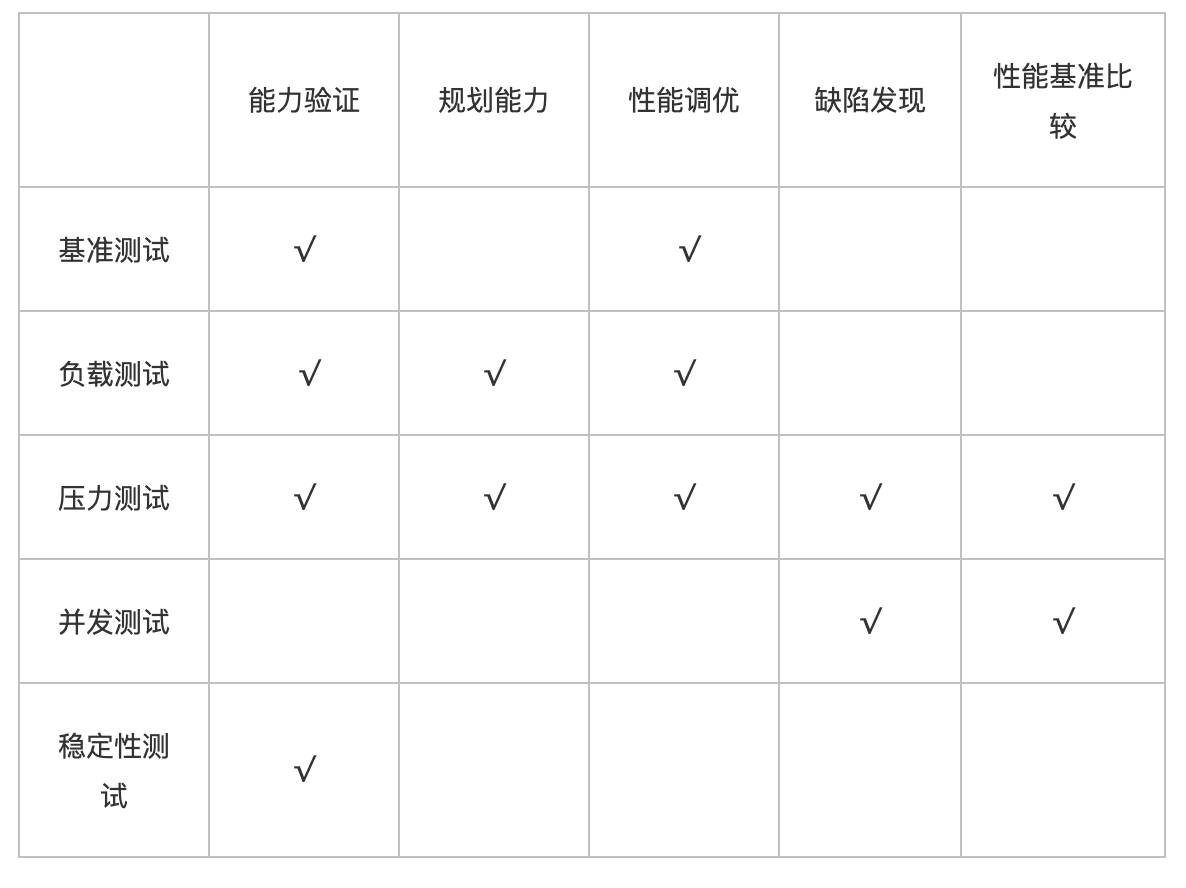 能力验证 规划能力 性能调优 缺陷发现 性能基准比
较
基准测试 √ √
负载测试 √ √ √
压力测试 √ √ √ √ √
并发测试 √ √
稳定性测
试 √